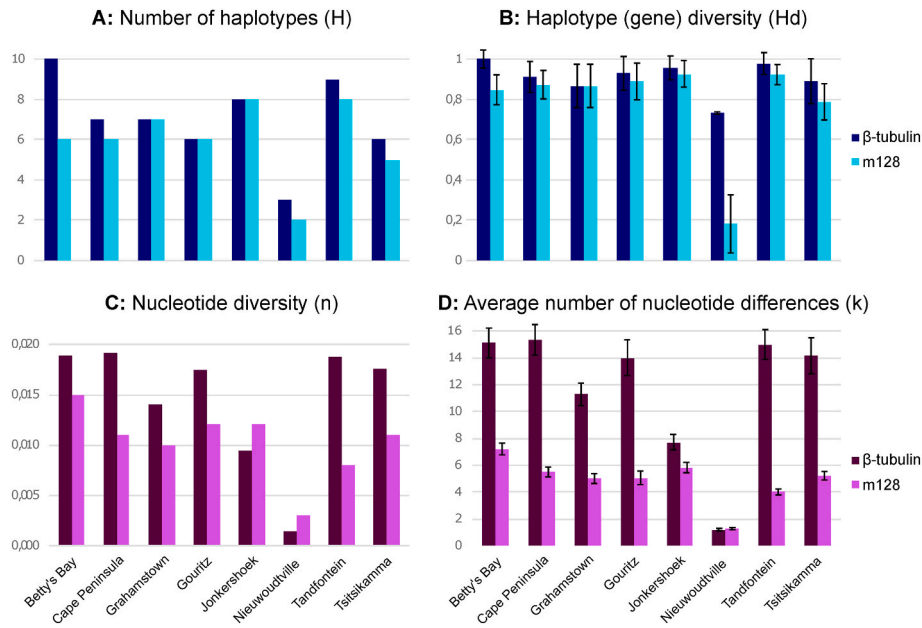 A: Number of haplotypes (H)
10
8
6
4
2
0
B: Haplotype (gene) diversity (Hd)
1
0,8
0,6
0,4
0,2
0
β-tubulin
m128
C: Nucleotide diversity (n)
0,020
0,015
0,010
0,005
0,000
Betty's Bay
Cape Peninsula
Grahamstown
Gouritz
Jonkershoek
Nieuwoudtville
Tandfontein
Tsitsikamma
D: Average number of nucleotide differences (k)
16
14
12
10
8
6
4
2
0
Betty's Bay
Cape Peninsula
Grahamstown
Gouritz
Jonkershoek
Nieuwoudtville
Tandfontein
Tsitsikamma
β-tubulin
m128